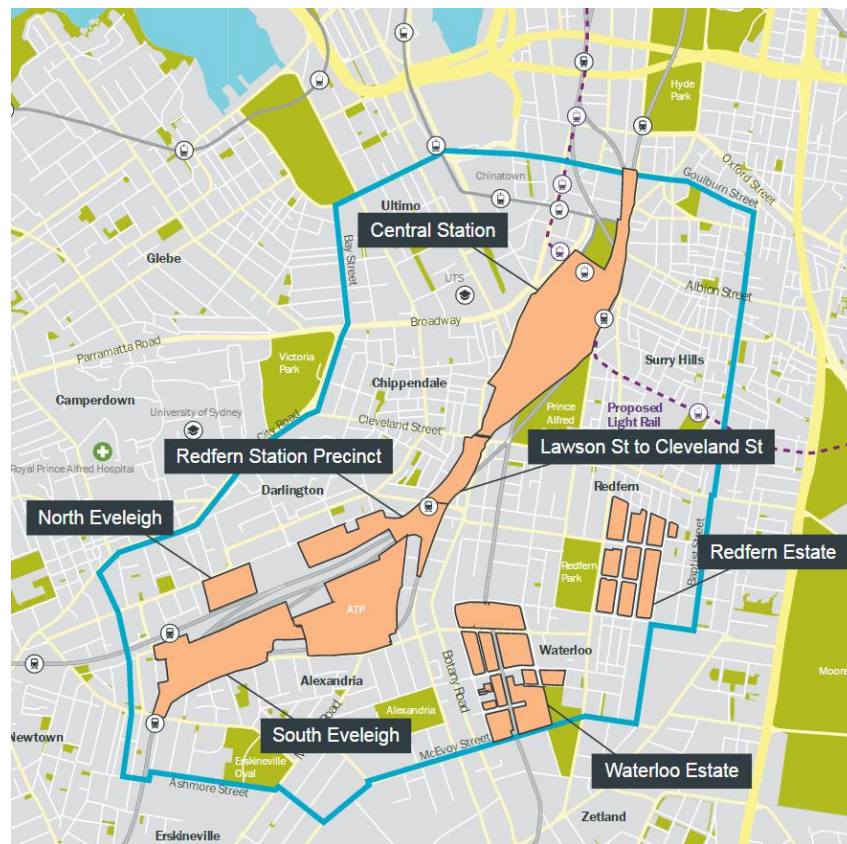 Hyde
Park
Chinatown
Oxford Street
Goulburn Street
Ultimo
Central Station
Bay Street
Glebe
UTS
Albion Street
Broadway
Parramatta Road
Surry Hills
Victoria
Park
Chippendale
Camperdown
University of Sydney
City Road
Cleveland Street
Prince
Alfred
Proposed
Light Rail
Royal Prince Alfred Hospital
Redfern Station Precinct
Lawson St to Cleveland St
Darlington
Redfern
North Eveleigh
Baptist Street
Redfern Estate
Redfern
Park
ATP
Waterloo
Botany Road
Alexandria
Moore
Alexandria
Road
South Eveleigh
Newtown
McEvoy Street
Erskineville
Oval
Waterloo Estate
Ashmore Street
Zetland
Erskineville